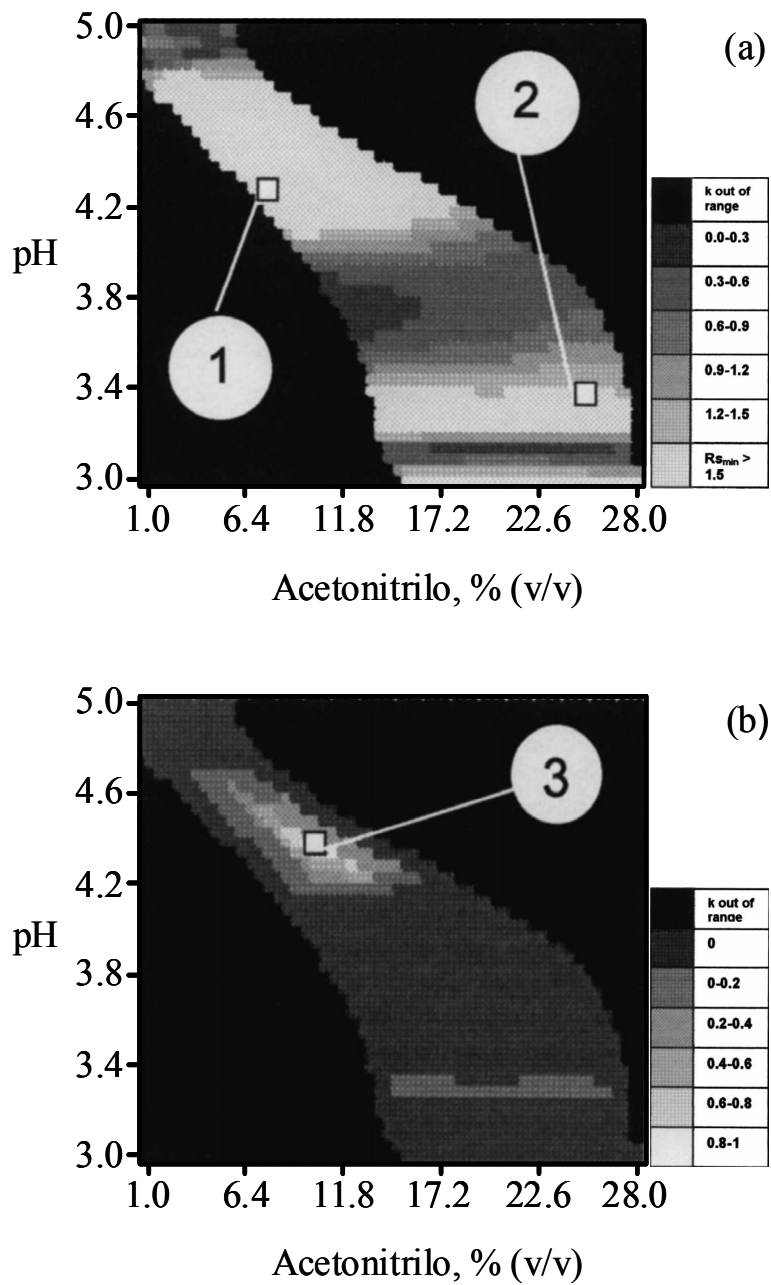 (a)
5.0
4.6
4.2
3.8
3.4
3.0
pH
1
2
k out of
range
0.0-0.3
0.3-0.6
0.6-0.9
0.9-1.2
1.2-1.5
Rsmin >
1.5
1.0 6.4 11.8 17.2 22.6 28.0
Acetonitrilo, % (v/v)
(b)
5.0
4.6
4.2
3.8
3.4
3.0
pH
3
k out of
range
0
0-0.2
0.2-0.4
0.4-0.6
0.6-0.8
0.8-1
1.0 6.4 11.8 17.2 22.6 28.0
Acetonitrilo, % (v/v)